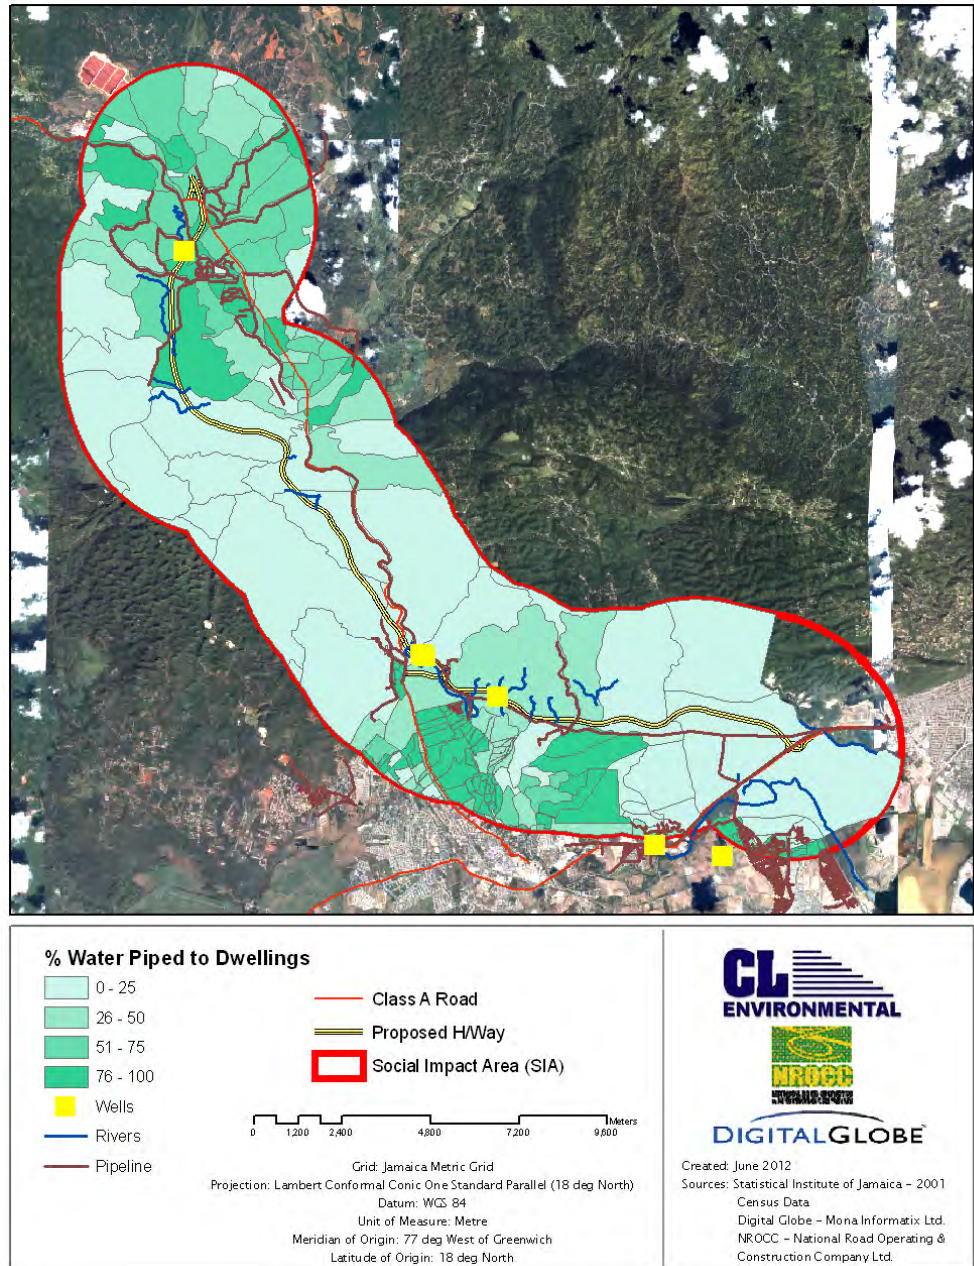 % Water Piped to Dwellings
0 - 25
26 - 50
51 - 75
76 - 100
Wells
Rivers
Pipeline
Class A Road
Proposed H/Way
Social Impact Area (SIA)
0 1,200 2,400 4,800 7,200 9,600 Meters
Grid: Jamaica Metric Grid
Projection: Lambert Conformal Conic One Standard Parallel (18 deg North)
Datum: WGS 84
Unit of Measure: Metre
Meridian of Origin: 77 deg West of Greenwich
Latitude of Origin: 18 deg North
CL
ENVIRONMENTAL
NROCC
DIGITALGLOBE
Created: June 2012
Sources: Statistical Institute of Jamaica - 2001
Census Data
Digital Globe - Mona Informatix Ltd.
NROCC - National Road Operating &
Construction Company Ltd.